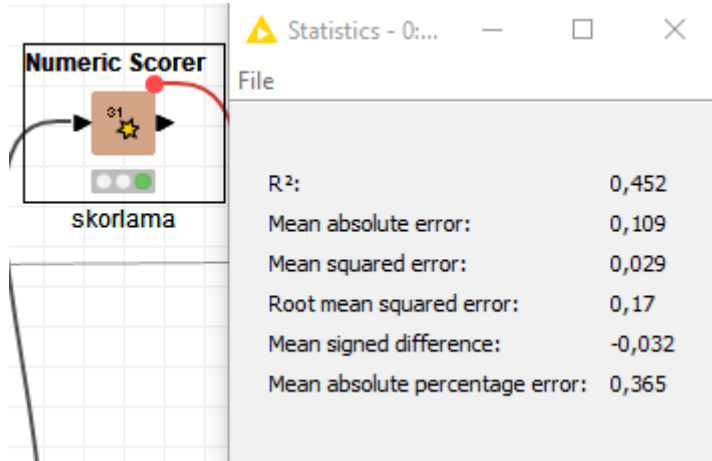 Numeric Scorer
31
skorlama
Statistics - 0:...
File
R²: 0,452
Mean absolute error: 0,109
Mean squared error: 0,029
Root mean squared error: 0,17
Mean signed difference: -0,032
Mean absolute percentage error: 0,365